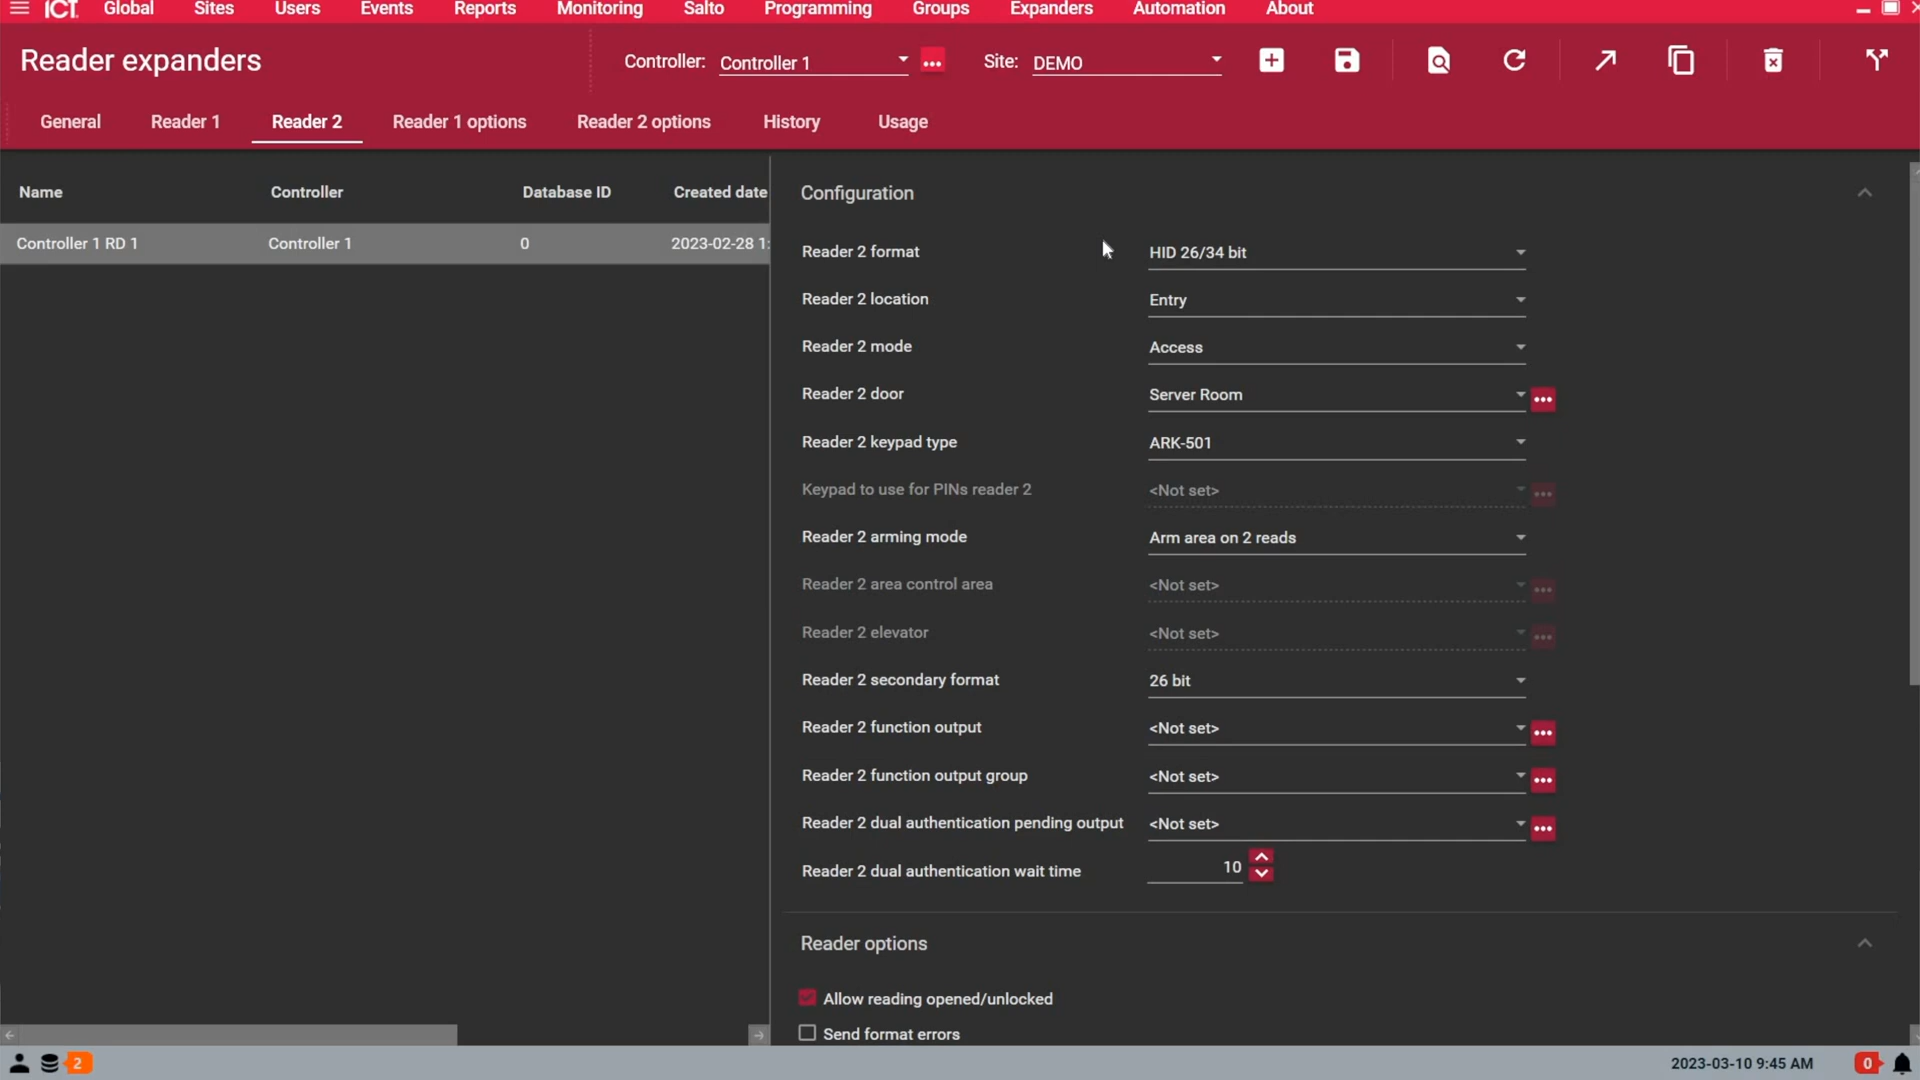 ICT Global Sites Users Events Reports Monitoring Salto Programming Groups Expanders Automation About
Reader expanders Controller: Controller 1 Site: DEMO
General Reader 1 Reader 2 Reader 1 options Reader 2 options History Usage
Name Controller Database ID Created date
Controller 1 RD 1 Controller 1 0 2023-02-28 1:
Configuration
Reader 2 format HID 26/34 bit
Reader 2 location Entry
Reader 2 mode Access
Reader 2 door Server Room
Reader 2 keypad type ARK-501
Keypad to use for PINs reader 2 <Not set>
Reader 2 arming mode Arm area on 2 reads
Reader 2 area control area <Not set>
Reader 2 elevator <Not set>
Reader 2 secondary format 26 bit
Reader 2 function output <Not set>
Reader 2 function output group <Not set>
Reader 2 dual authentication pending output <Not set>
Reader 2 dual authentication wait time 10
Reader options
Allow reading opened/unlocked
Send format errors
2 2023-03-10 9:45 AM 0